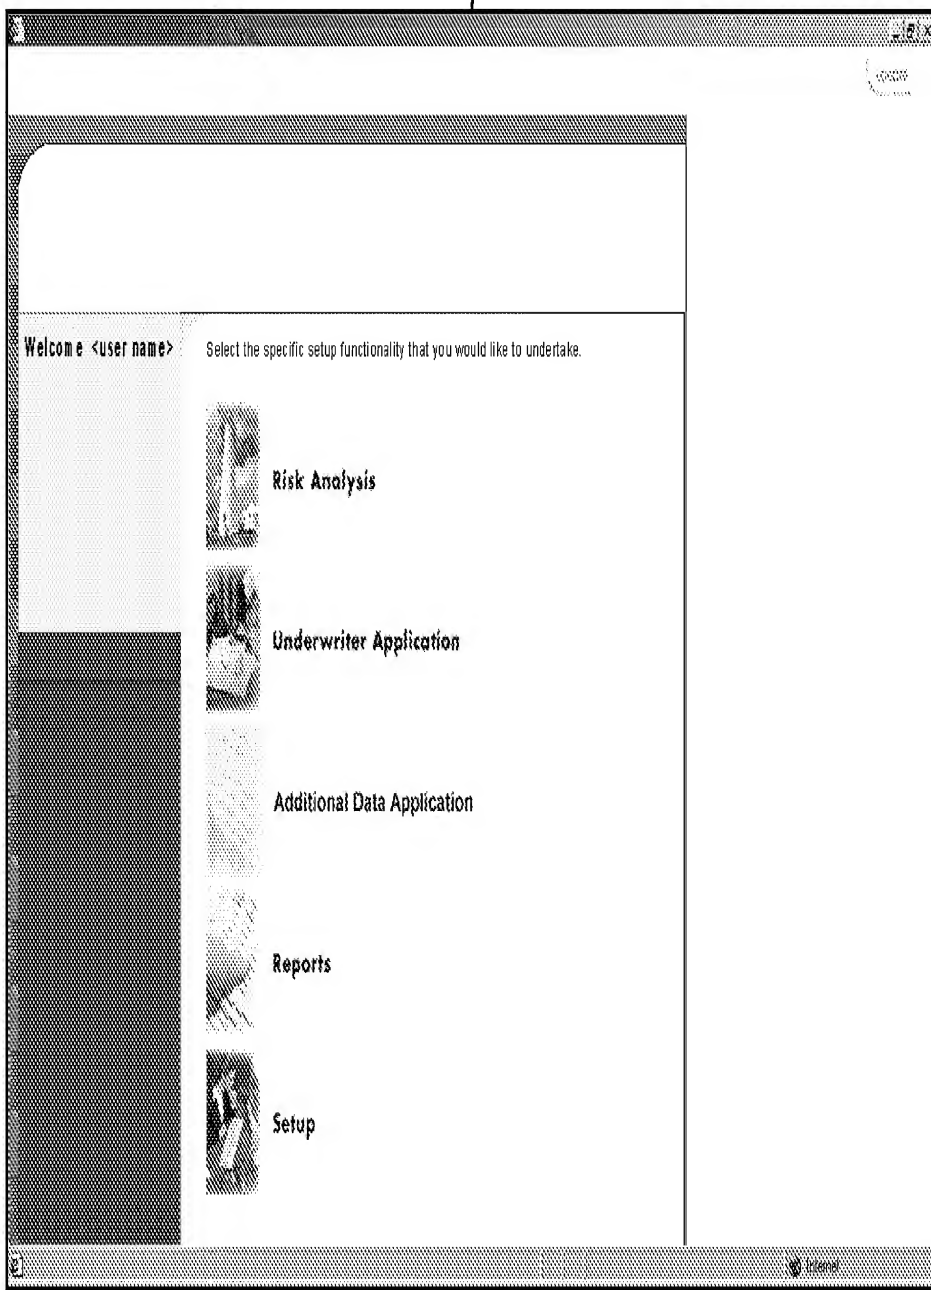 Welcome <user name>
Select the specific setup functionality that you would like to undertake.
Risk Analysis
Underwriter Application
Additional Data Application
Reports
Setup
Internet